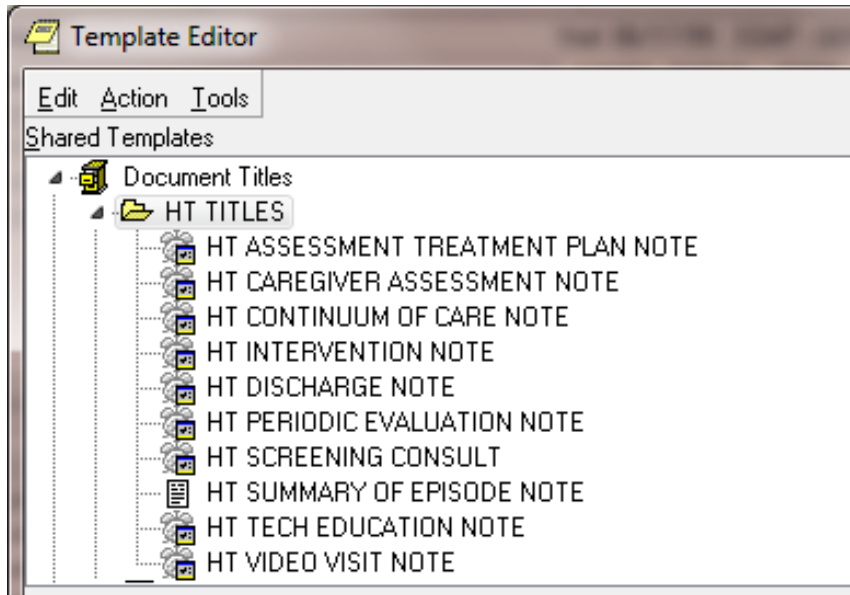 Template Editor
Edit Action Tools
Shared Templates
Document Titles
HT TITLES
HT ASSESSMENT TREATMENT PLAN NOTE
HT CAREGIVER ASSESSMENT NOTE
HT CONTINUUM OF CARE NOTE
HT INTERVENTION NOTE
HT DISCHARGE NOTE
HT PERIODIC EVALUATION NOTE
HT SCREENING CONSULT
HT SUMMARY OF EPISODE NOTE
HT TECH EDUCATION NOTE
HT VIDEO VISIT NOTE